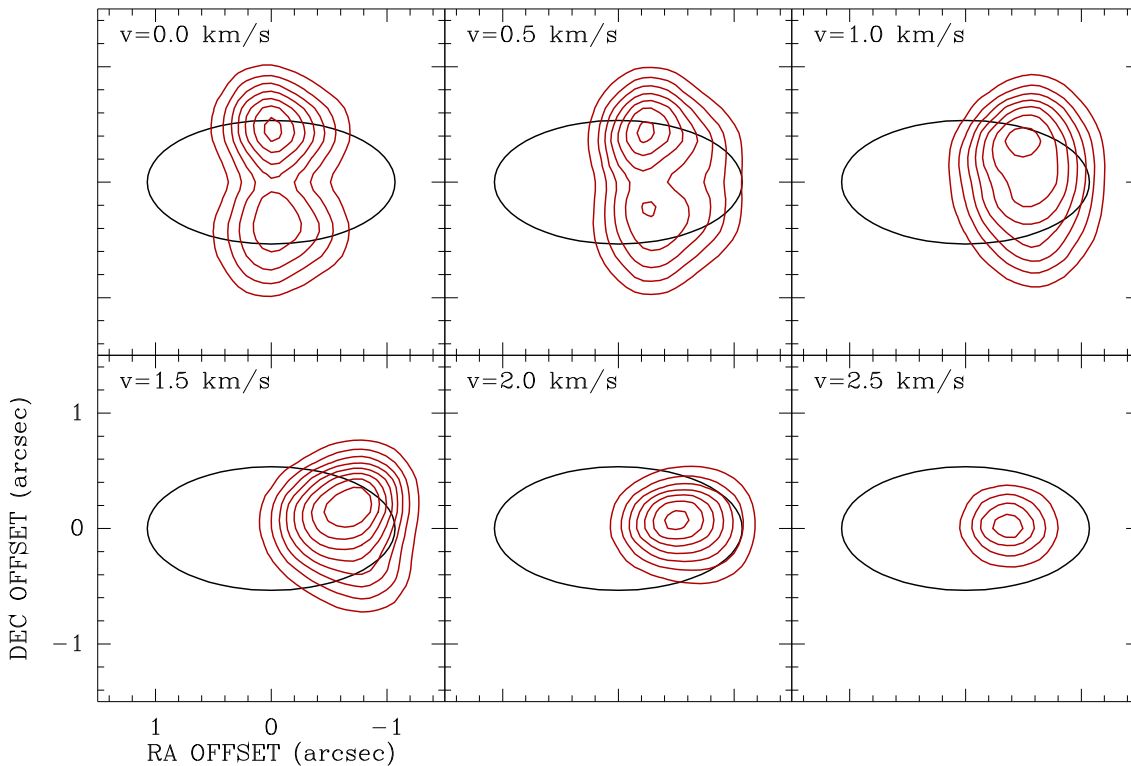 v=0.0 km/s
v=0.5 km/s
v=1.0 km/s
v=1.5 km/s
v=2.0 km/s
v=2.5 km/s
1
0
−1
DEC OFFSET (arcsec)
1 0 −1
RA OFFSET (arcsec)